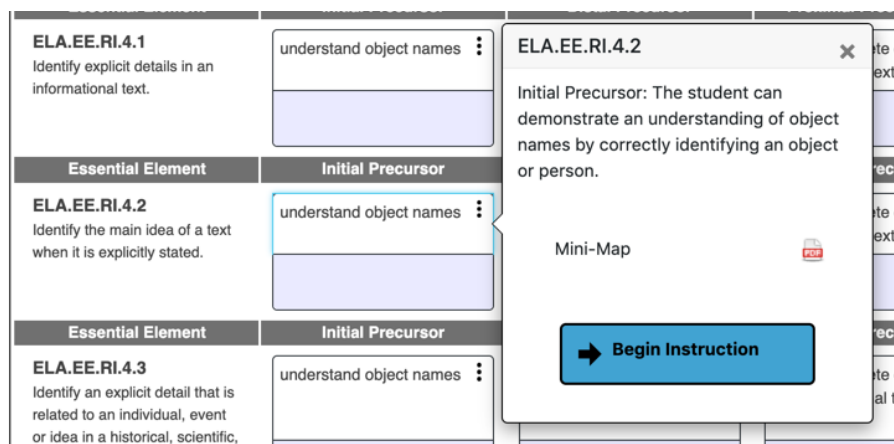 Essential Element Initial Precursor
ELA.EE.RI.4.1
Identify explicit details in an
informational text.
understand object names
Essential Element Initial Precursor
ELA.EE.RI.4.2
Identify the main idea of a text
when it is explicitly stated.
understand object names
Essential Element Initial Precursor
ELA.EE.RI.4.3
Identify an explicit detail that is
related to an individual, event
or idea in a historical, scientific,
understand object names
ELA.EE.RI.4.2
Initial Precursor: The student can
demonstrate an understanding of object
names by correctly identifying an object
or person.
Mini-Map
PDF
Begin Instruction